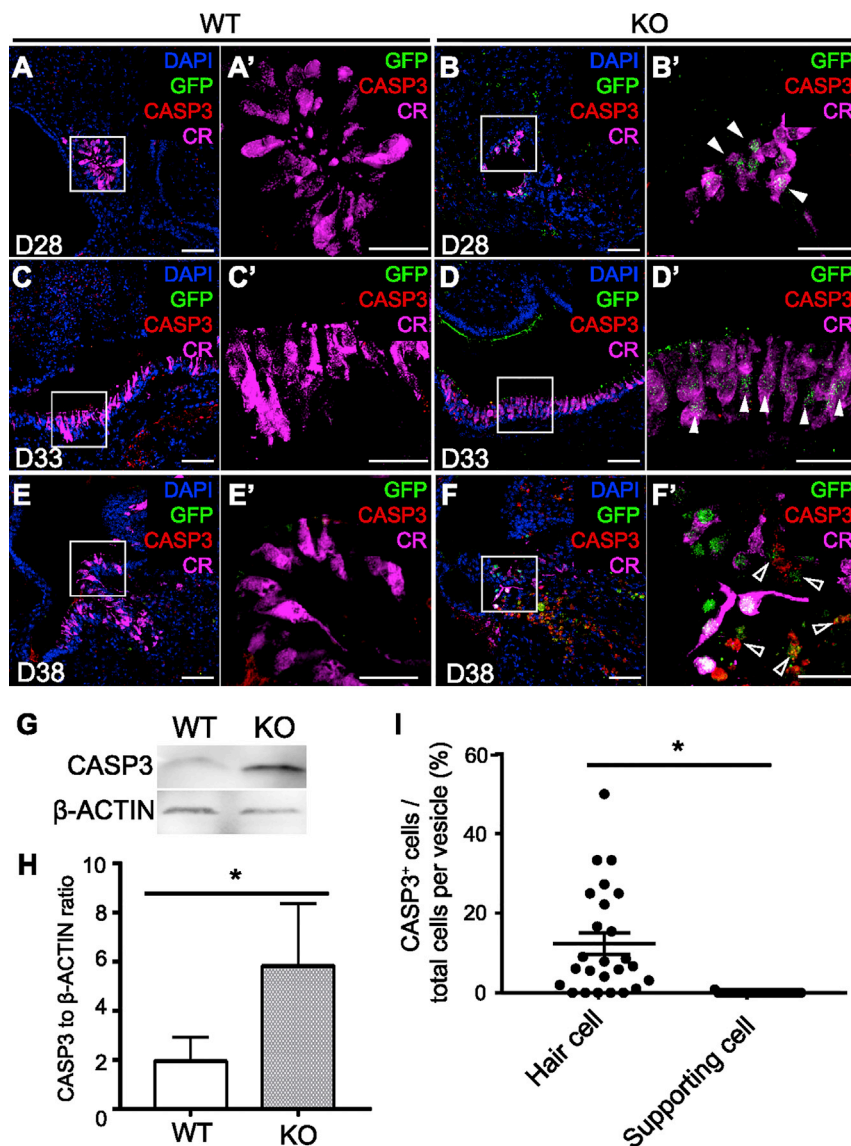 WT
KO
A
DAPI
GFP
CASP3
CR
D28
A'
GFP
CASP3
CR
B
DAPI
GFP
CASP3
CR
D28
B'
GFP
CASP3
CR
C
DAPI
GFP
CASP3
CR
D33
C'
GFP
CASP3
CR
D
DAPI
GFP
CASP3
CR
D33
D'
GFP
CASP3
CR
E
DAPI
GFP
CASP3
CR
D38
E'
GFP
CASP3
CR
F
DAPI
GFP
CASP3
CR
D38
F'
GFP
CASP3
CR
G
WT KO
CASP3
β-ACTIN
H
CASP3 to β-ACTIN ratio
10
8
6
4
2
0
*
WT KO
I
CASP3+ cells /
total cells per vesicle (%)
60
40
20
0
*
Hair cell
Supporting cell